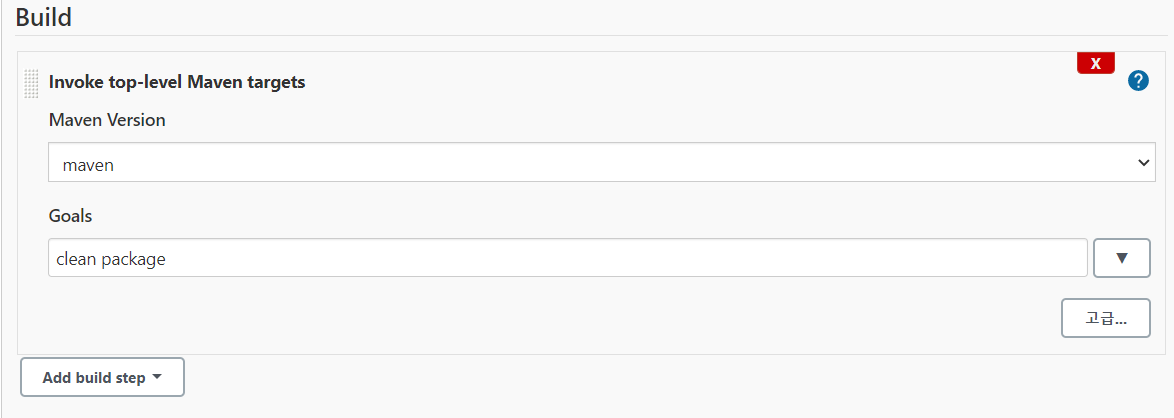 Build
X
Invoke top-level Maven targets
?
Maven Version
maven
Goals
clean package
▼
고급...
Add build step